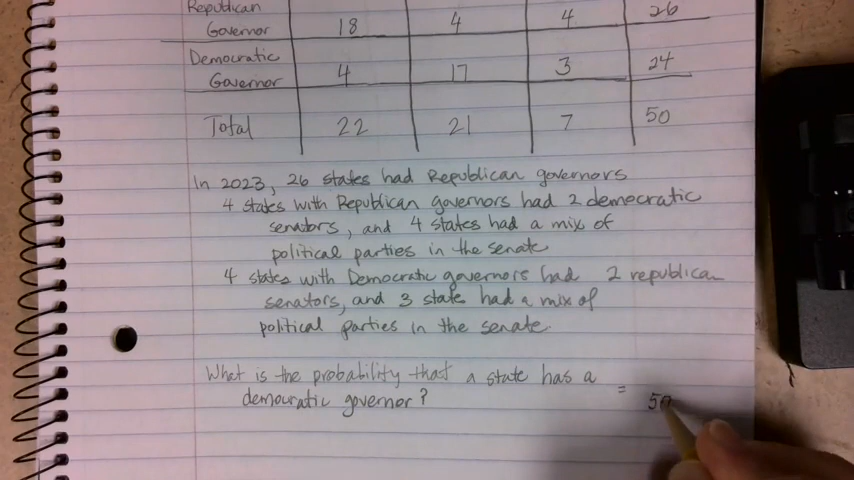 Republican
Governor 18 4 4 26
Democratic
Governor 4 17 3 24
Total 22 21 7 50
In 2023, 26 states had Republican governors
4 states with Republican governors had 2 democratic
senators, and 4 states had a mix of
political parties in the senate
4 states with Democratic governors had 2 republican
senators, and 3 state had a mix of
political parties in the senate.
What is the probability that a state has a
democratic governor? =
50